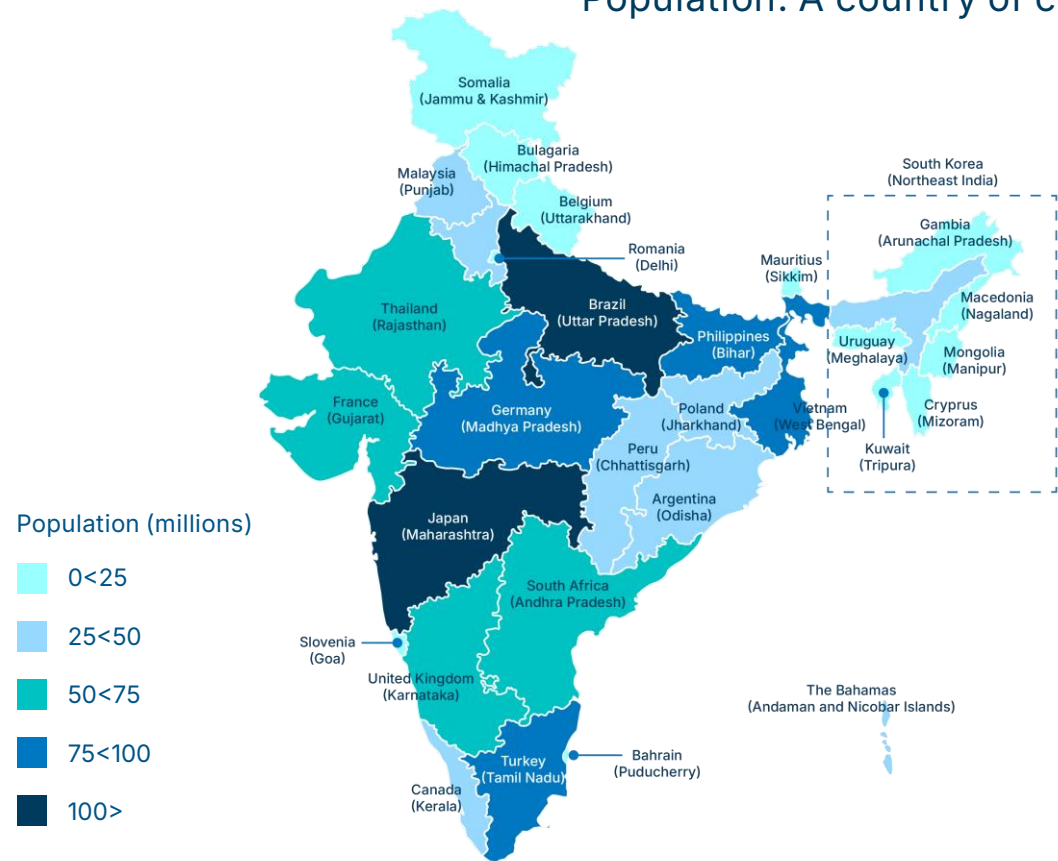 Population: A country of c
Somalia
(Jammu & Kashmir)
Bulagaria
(Himachal Pradesh)
Malaysia
(Punjab)
Belgium
(Uttarakhand)
Romania
(Delhi)
South Korea
(Northeast India)
Gambia
(Arunachal Pradesh)
Mauritius
(Sikkim)
Macedonia
(Nagaland)
Thailand
(Rajasthan)
Brazil
(Uttar Pradesh)
Philippines
(Bihar)
Uruguay
(Meghalaya)
Mongolia
(Manipur)
France
(Gujarat)
Germany
(Madhya Pradesh)
Poland
(Jharkhand)
Vietnam
(West Bengal)
Cryprus
(Mizoram)
Kuwait
(Tripura)
Peru
(Chhattisgarh)
Argentina
(Odisha)
Japan
(Maharashtra)
South Africa
(Andhra Pradesh)
Slovenia
(Goa)
United Kingdom
(Karnataka)
The Bahamas
(Andaman and Nicobar Islands)
Turkey
(Tamil Nadu)
Bahrain
(Puducherry)
Canada
(Kerala)
Population (millions)
0<25
25<50
50<75
75<100
100>